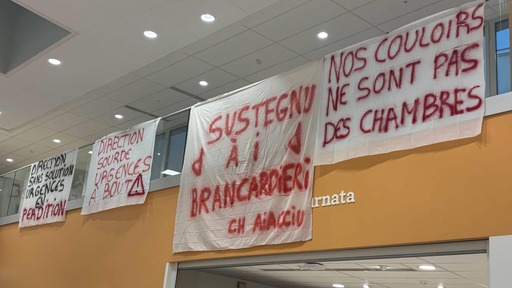 DIRECTION
SANS SOLUTION
URGENCES
EN
PERDITION
DIRECTION
SOURDE
URGENCES
À BOUT
SUSTEGNU
À I
BRANCARDIERI
CH AIACCIU
NOS COULOIRS
NE SONT PAS
DES CHAMBRES